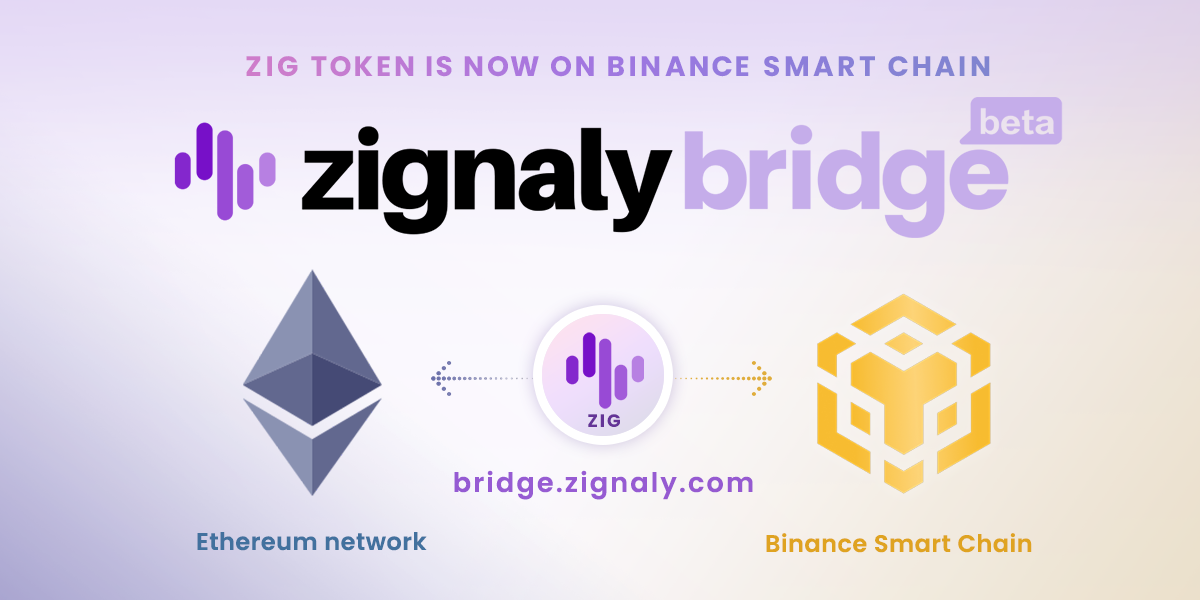 ZIG TOKEN IS NOW ON BINANCE SMART CHAIN
beta
zignaly bridge
ZIG
bridge.zignaly.com
Ethereum network
Binance Smart Chain